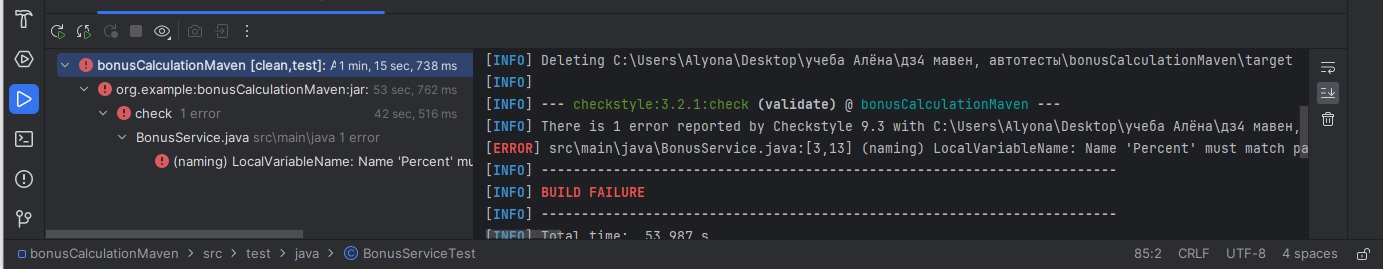 bonusCalculationMaven [clean,test]: 1 min, 15 sec, 738 ms
org.example:bonusCalculationMaven:jar: 53 sec, 762 ms
check 1 error 42 sec, 516 ms
BonusService.java src\main\java 1 error
(naming) LocalVariableName: Name 'Percent' mu
[INFO] Deleting C:\Users\Alyona\Desktop\учеба Алёна\дз4 мавен, автотесты\bonusCalculationMaven\target
[INFO]
[INFO] --- checkstyle:3.2.1:check (validate) @ bonusCalculationMaven ---
[INFO] There is 1 error reported by Checkstyle 9.3 with C:\Users\Alyona\Desktop\учеба Алёна\дз4 мавен,
[ERROR] src\main\java\BonusService.java:[3,13] (naming) LocalVariableName: Name 'Percent' must match pa
[INFO] ------------------------------------------------------------------------
[INFO] BUILD FAILURE
[INFO] ------------------------------------------------------------------------
[INFO] Total time: 53.987 s
bonusCalculationMaven > src > test > java > BonusServiceTest 85:2 CRLF UTF-8 4 spaces